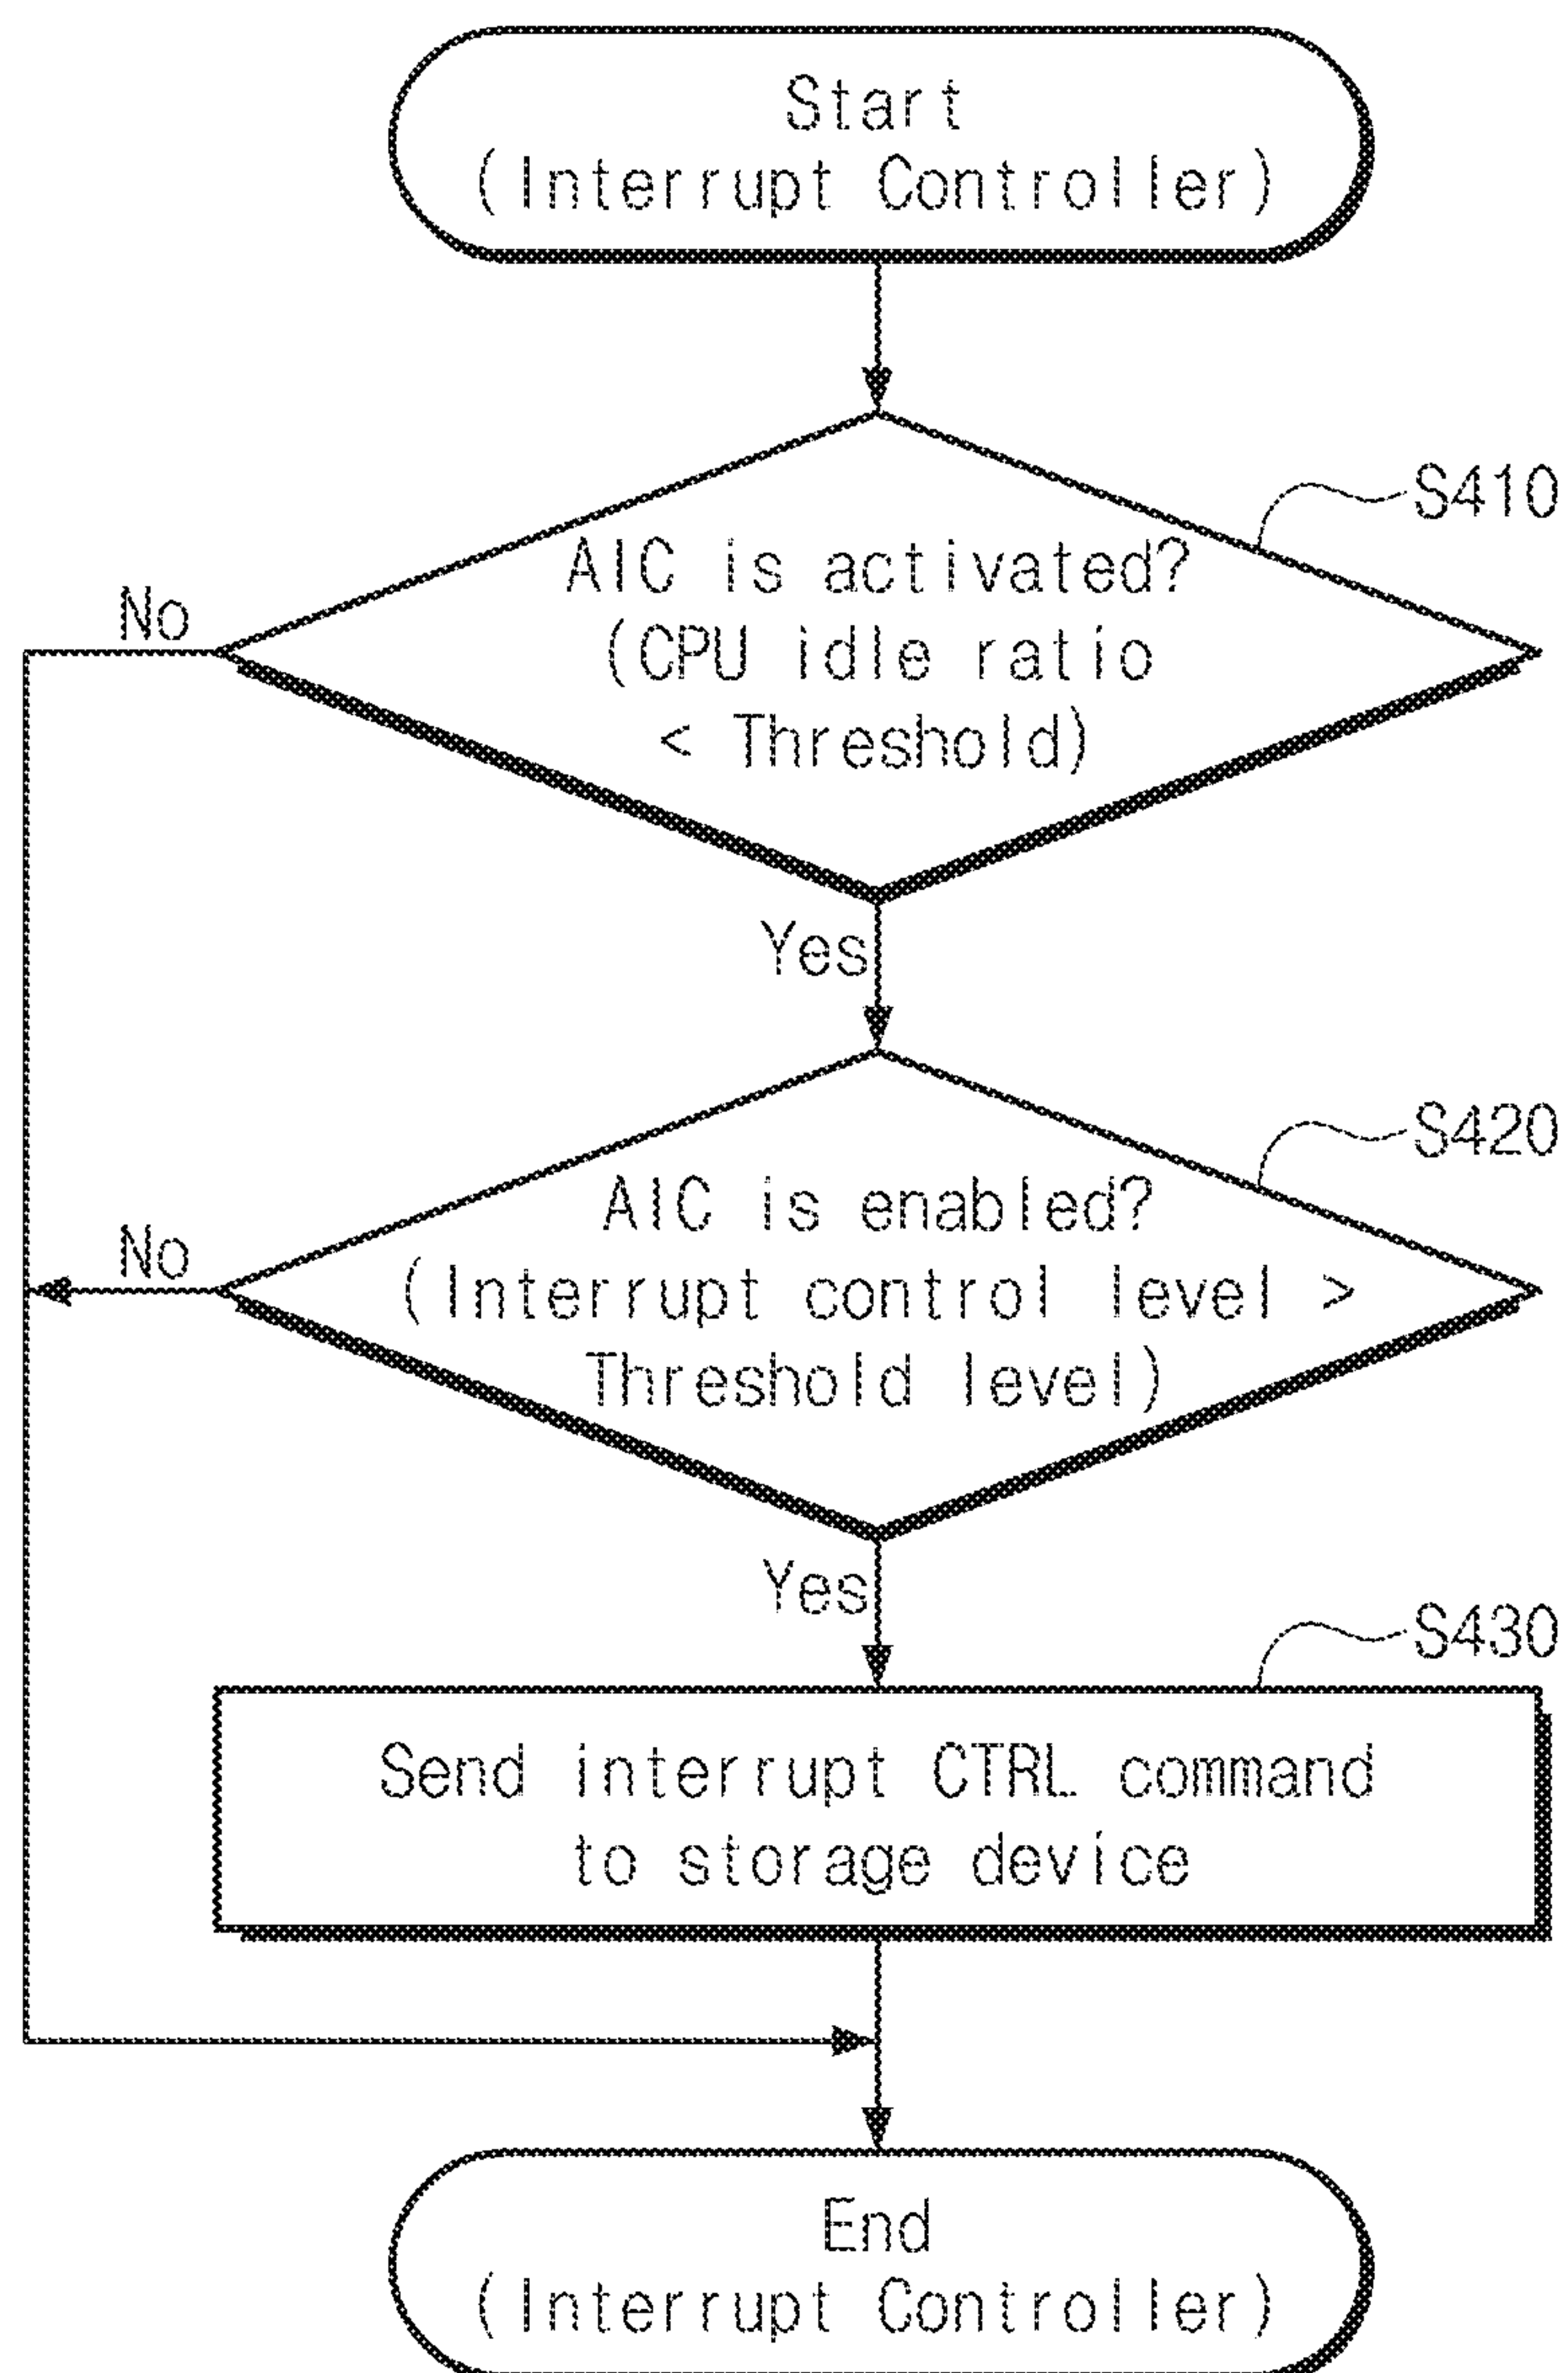 Start
(Interrupt Controller)
S410
AIC is activated?
(CPU idle ratio
< Threshold)
No
Yes
S420
AIC is enabled?
(Interrupt control level >
Threshold level)
No
Yes
S430
Send interrupt CTRL command
to storage device
End
(Interrupt Controller)